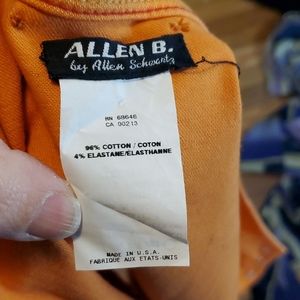 ALLEN B.
by Allen Schwartz
RN 68646
CA 00213
96% COTTON / COTON
4% ELASTANE/ÉLASTHANNE
MADE IN U.S.A.
FABRIQUE AUX ETATS-UNIS